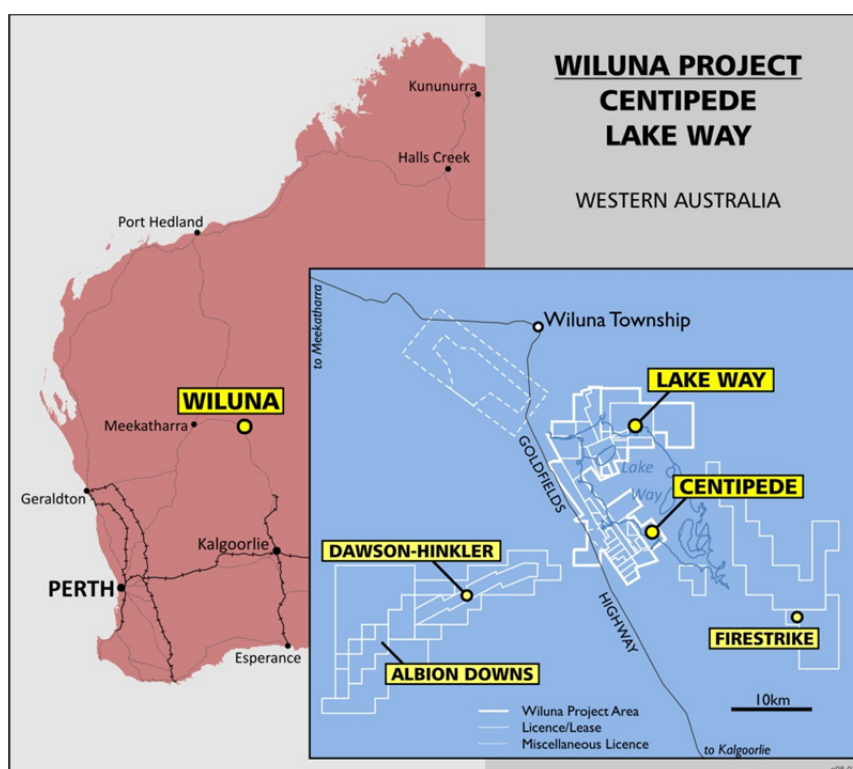 WILUNA PROJECT
CENTIPEDE
LAKE WAY
WESTERN AUSTRALIA
Kununurra
Halls Creek
Port Hedland
WILUNA
Meekatharra
Geraldton
Kalgoorlie
PERTH
Esperance
to Meekatharra
Wiluna Township
LAKE WAY
GOLDFIELDS
HIGHWAY
Lake
Way
CENTIPEDE
DAWSON-HINKLER
FIRESTRIKE
ALBION DOWNS
10km
Wiluna Project Area
Licence/Lease
Miscellaneous Licence
to Kalgoorlie